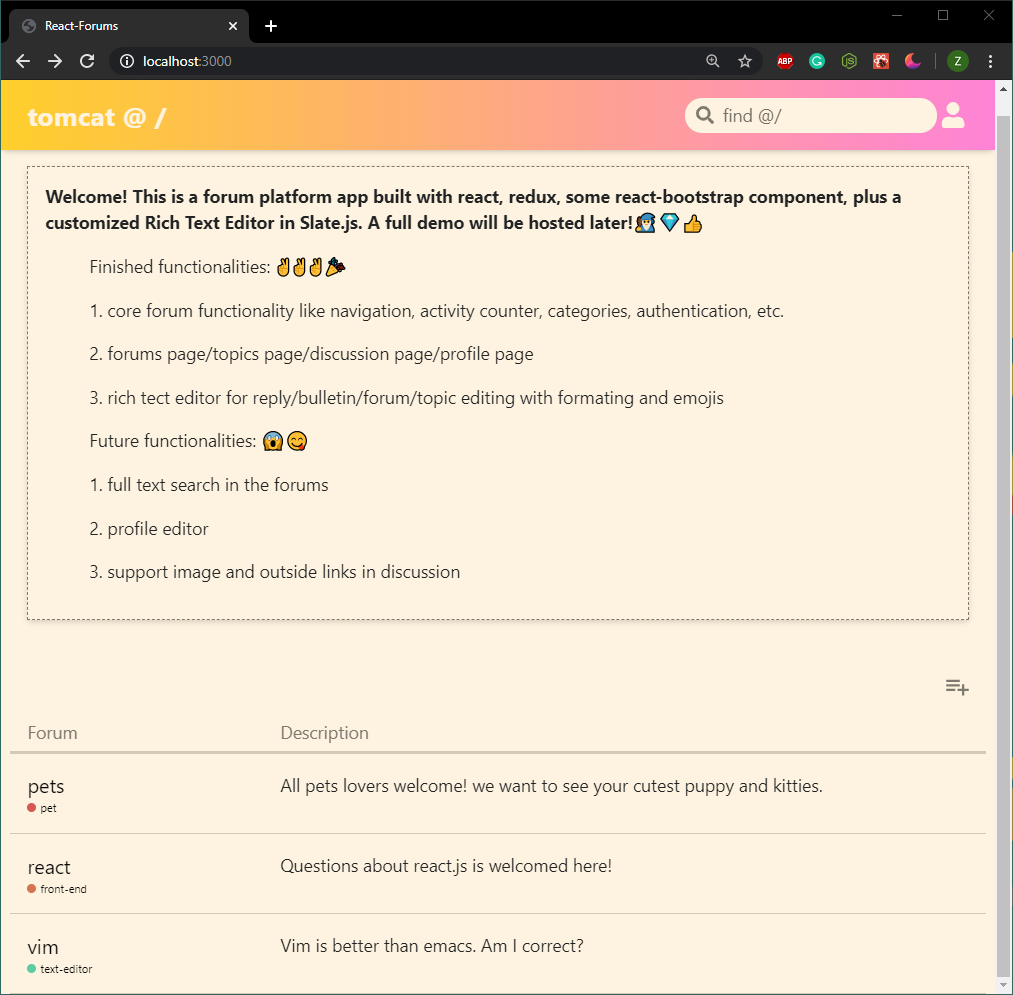 React-Forums
localhost:3000
ABP
JS
Z
tomcat @ /
find @/
Welcome! This is a forum platform app built with react, redux, some react-bootstrap component, plus a
customized Rich Text Editor in Slate.js. A full demo will be hosted later!👩‍🎓💎👍
Finished functionalities: ✌✌✌🎉
1. core forum functionality like navigation, activity counter, categories, authentication, etc.
2. forums page/topics page/discussion page/profile page
3. rich tect editor for reply/bulletin/forum/topic editing with formating and emojis
Future functionalities: 😱😋
1. full text search in the forums
2. profile editor
3. support image and outside links in discussion
Forum Description
pets All pets lovers welcome! we want to see your cutest puppy and kitties.
pet
react Questions about react.js is welcomed here!
front-end
vim Vim is better than emacs. Am I correct?
text-editor